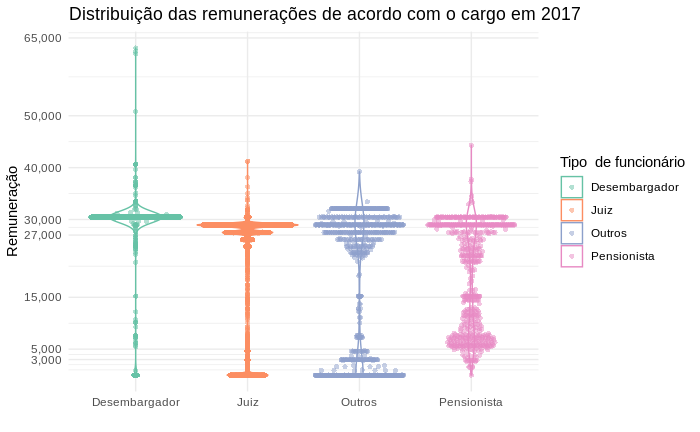 Distribuição das remunerações de acordo com o cargo em 2017
65,000
50,000
40,000
30,000
27,000
15,000
5,000
3,000
Remuneração
Desembargador
Juiz
Outros
Pensionista
Tipo  de funcionário
Desembargador
Juiz
Outros
Pensionista